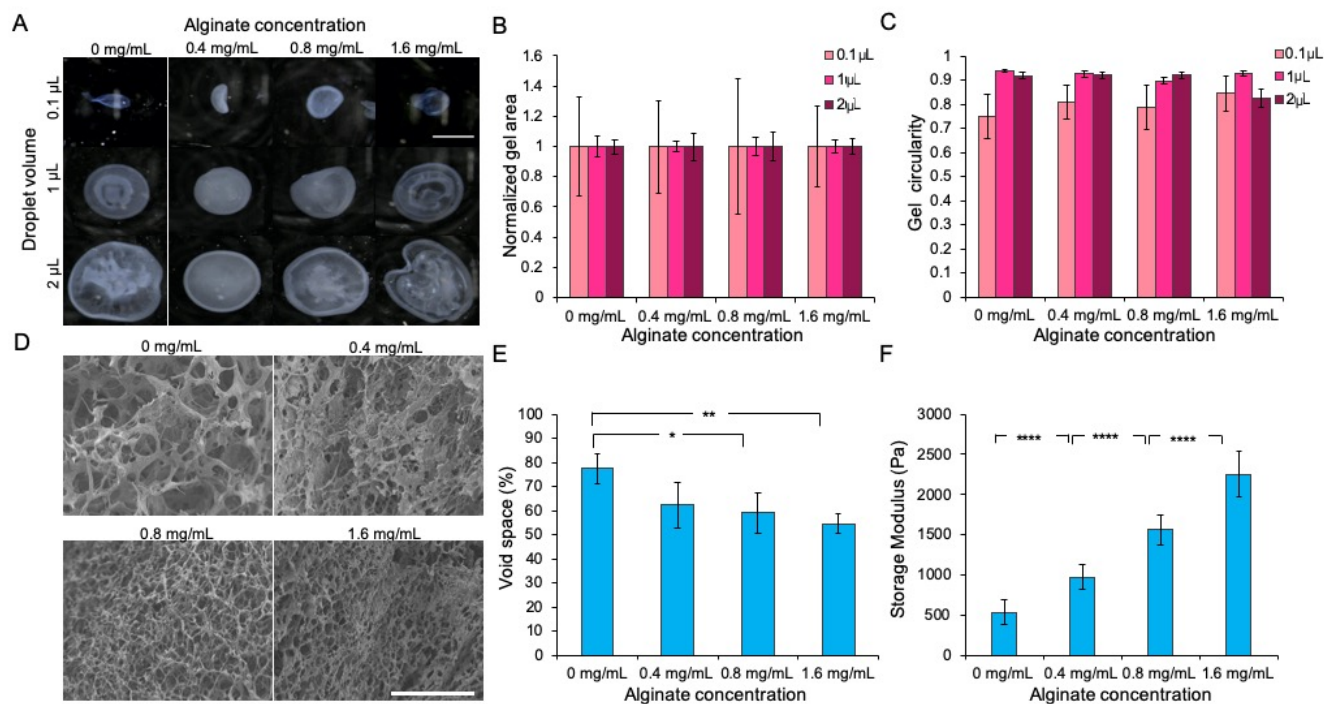 A
Alginate concentration
0 mg/mL 0.4 mg/mL 0.8 mg/mL 1.6 mg/mL
Droplet volume
0.1 µL
1 µL
2 µL
B
Normalized gel area
1.6
1.4
1.2
1
0.8
0.6
0.4
0.2
0
0.1µL
1µL
2µL
0 mg/mL 0.4 mg/mL 0.8 mg/mL 1.6 mg/mL
Alginate concentration
C
Gel circularity
1
0.9
0.8
0.7
0.6
0.5
0.4
0.3
0.2
0.1
0
0.1µL
1µL
2µL
0 mg/mL 0.4 mg/mL 0.8 mg/mL 1.6 mg/mL
Alginate concentration
D
0 mg/mL 0.4 mg/mL
0.8 mg/mL 1.6 mg/mL
E
Void space (%)
100
90
80
70
60
50
40
30
20
10
0
**
*
0 mg/mL 0.4 mg/mL 0.8 mg/mL 1.6 mg/mL
Alginate concentration
F
Storage Modulus (Pa)
3000
2500
2000
1500
1000
500
0
**** **** ****
0 mg/mL 0.4 mg/mL 0.8 mg/mL 1.6 mg/mL
Alginate concentration